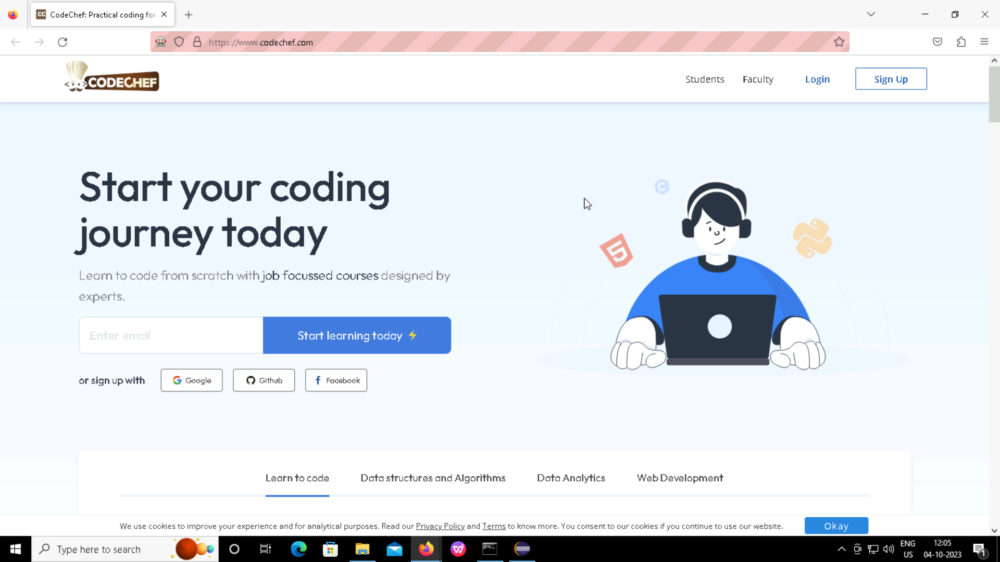 CodeChef: Practical coding for
https://www.codechef.com
CODECHEF
Students
Faculty
Login
Sign Up
Start your coding
journey today
Learn to code from scratch with job focussed courses designed by
experts.
Enter email
Start learning today ⚡
or sign up with
Google
Github
Facebook
Learn to code
Data structures and Algorithms
Data Analytics
Web Development
We use cookies to improve your experience and for analytical purposes. Read our Privacy Policy and Terms to know more. You consent to our cookies if you continue to use our website.
Okay
Type here to search
ENG
US
12:05
04-10-2023
1